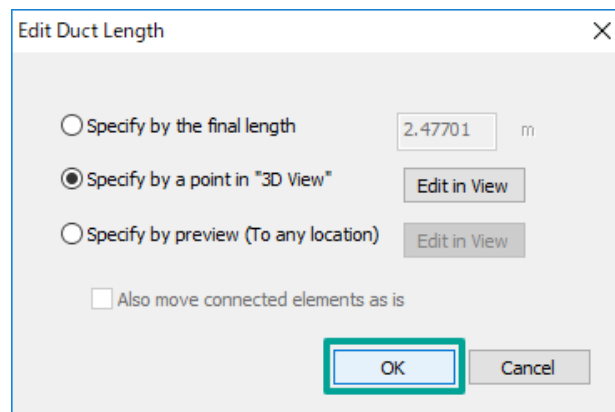 Edit Duct Length
Specify by the final length 2.47701 m
Specify by a point in "3D View" Edit in View
Specify by preview (To any location) Edit in View
Also move connected elements as is
OK Cancel